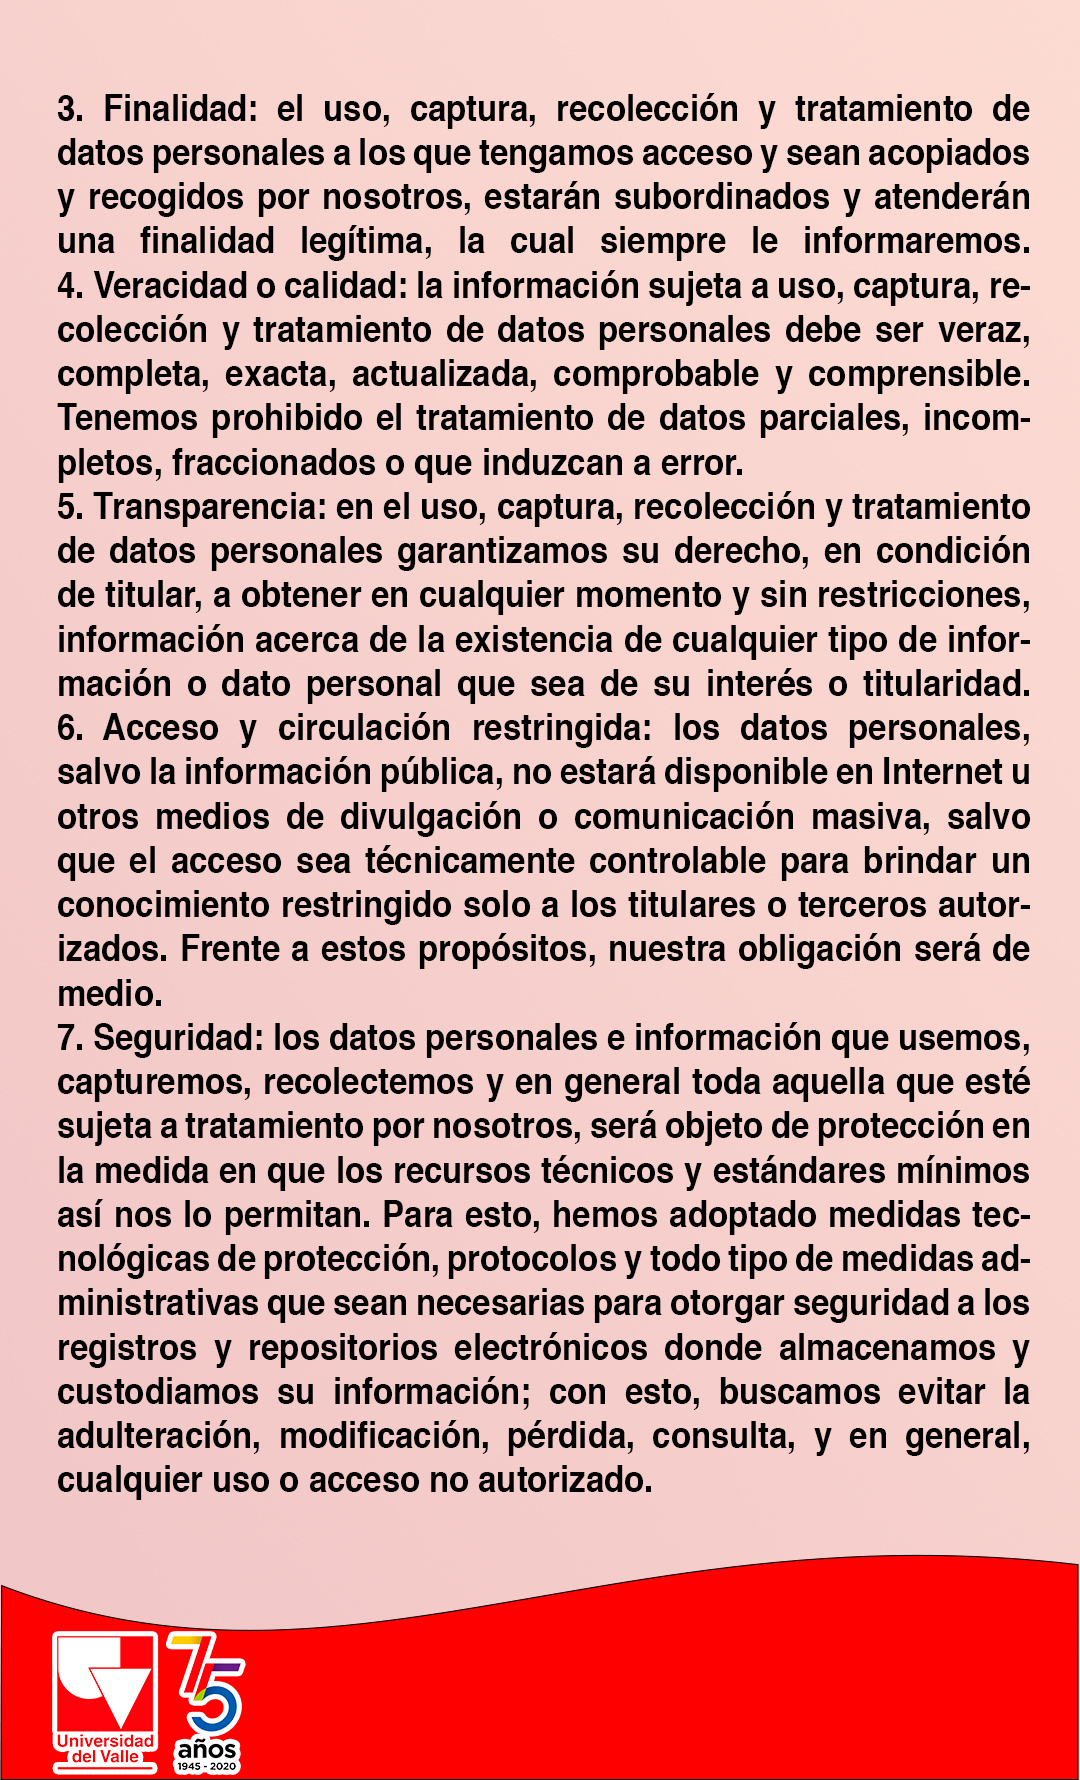 3. Finalidad: el uso, captura, recolección y tratamiento de
datos personales a los que tengamos acceso y sean acopiados
y recogidos por nosotros, estarán subordinados y atenderán
una finalidad legítima, la cual siempre le informaremos.
4. Veracidad o calidad: la información sujeta a uso, captura, re-
colección y tratamiento de datos personales debe ser veraz,
completa, exacta, actualizada, comprobable y comprensible.
Tenemos prohibido el tratamiento de datos parciales, incom-
pletos, fraccionados o que induzcan a error.
5. Transparencia: en el uso, captura, recolección y tratamiento
de datos personales garantizamos su derecho, en condición
de titular, a obtener en cualquier momento y sin restricciones,
información acerca de la existencia de cualquier tipo de infor-
mación o dato personal que sea de su interés o titularidad.
6. Acceso y circulación restringida: los datos personales,
salvo la información pública, no estará disponible en Internet u
otros medios de divulgación o comunicación masiva, salvo
que el acceso sea técnicamente controlable para brindar un
conocimiento restringido solo a los titulares o terceros autor-
izados. Frente a estos propósitos, nuestra obligación será de
medio.
7. Seguridad: los datos personales e información que usemos,
capturemos, recolectemos y en general toda aquella que esté
sujeta a tratamiento por nosotros, será objeto de protección en
la medida en que los recursos técnicos y estándares mínimos
así nos lo permitan. Para esto, hemos adoptado medidas tec-
nológicas de protección, protocolos y todo tipo de medidas ad-
ministrativas que sean necesarias para otorgar seguridad a los
registros y repositorios electrónicos donde almacenamos y
custodiamos su información; con esto, buscamos evitar la
adulteración, modificación, pérdida, consulta, y en general,
cualquier uso o acceso no autorizado.
Universidad
del Valle
75
años
1945 - 2020